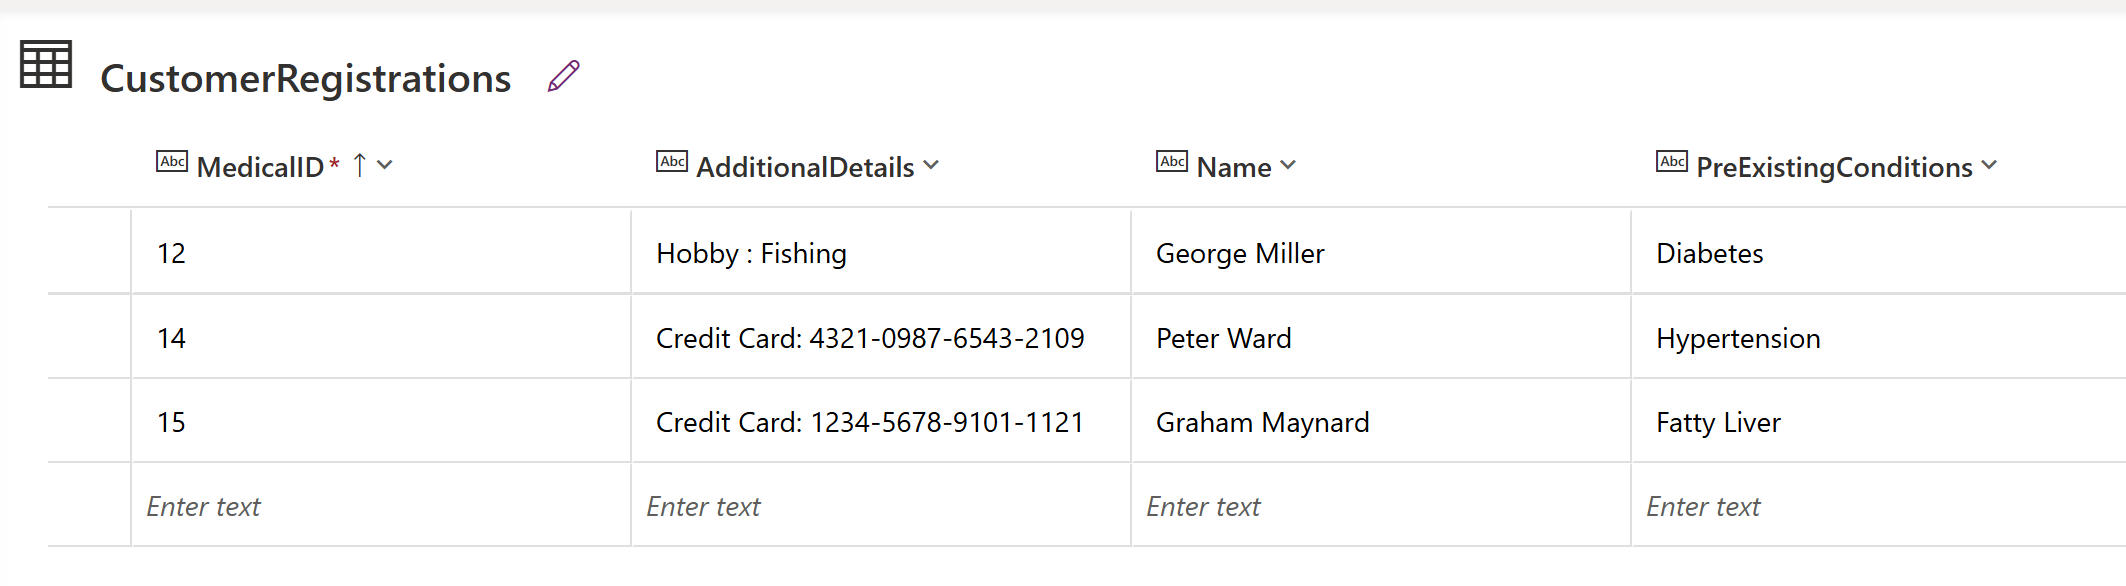 CustomerRegistrations
Abc MedicalID* ↑ Abc AdditionalDetails Abc Name Abc PreExistingConditions
12 Hobby : Fishing George Miller Diabetes
14 Credit Card: 4321-0987-6543-2109 Peter Ward Hypertension
15 Credit Card: 1234-5678-9101-1121 Graham Maynard Fatty Liver
Enter text Enter text Enter text Enter text